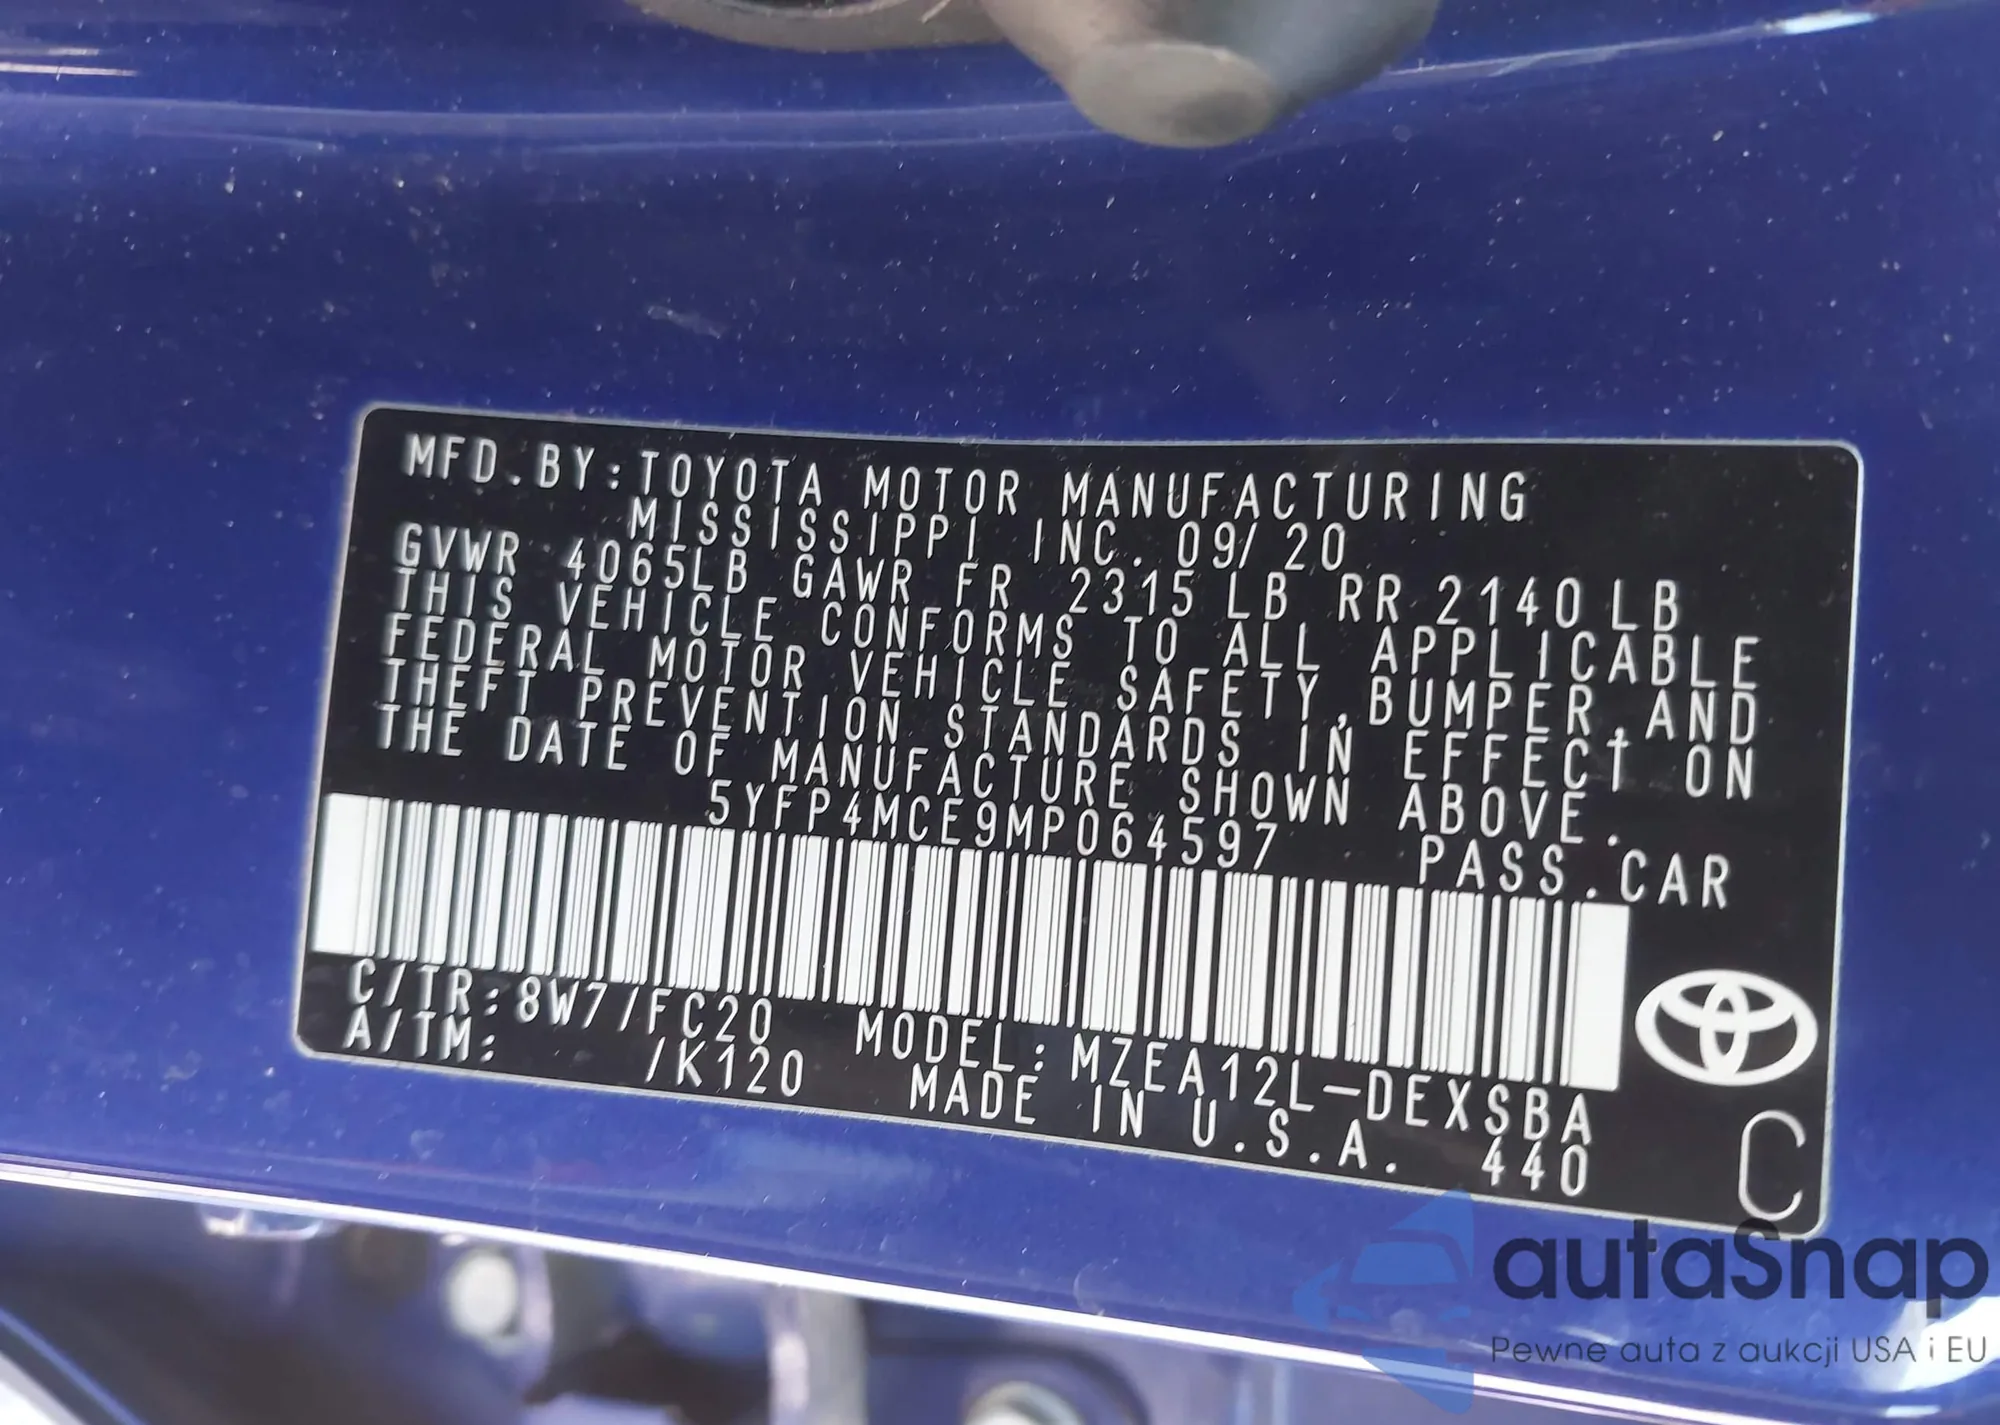 MFD.BY:TOYOTA MOTOR MANUFACTURING
MISSISSIPPI INC. 09/20
GVWR 4065LB GAWR FR 2315LB RR 2140LB
THIS VEHICLE CONFORMS TO ALL APPLICABLE
FEDERAL MOTOR VEHICLE SAFETY,BUMPER,AND
THEFT PREVENTION STANDARDS IN EFFECT ON
THE DATE OF MANUFACTURE SHOWN ABOVE.
5YFP4MCE9MP064597 PASS.CAR
C/TR:8W7/FC20 MODEL:MZEA12L-DEXSBA
A/TM: /K120 MADE IN U.S.A. 440
C
autaSnap
Pewne auta z aukcji USA i EU